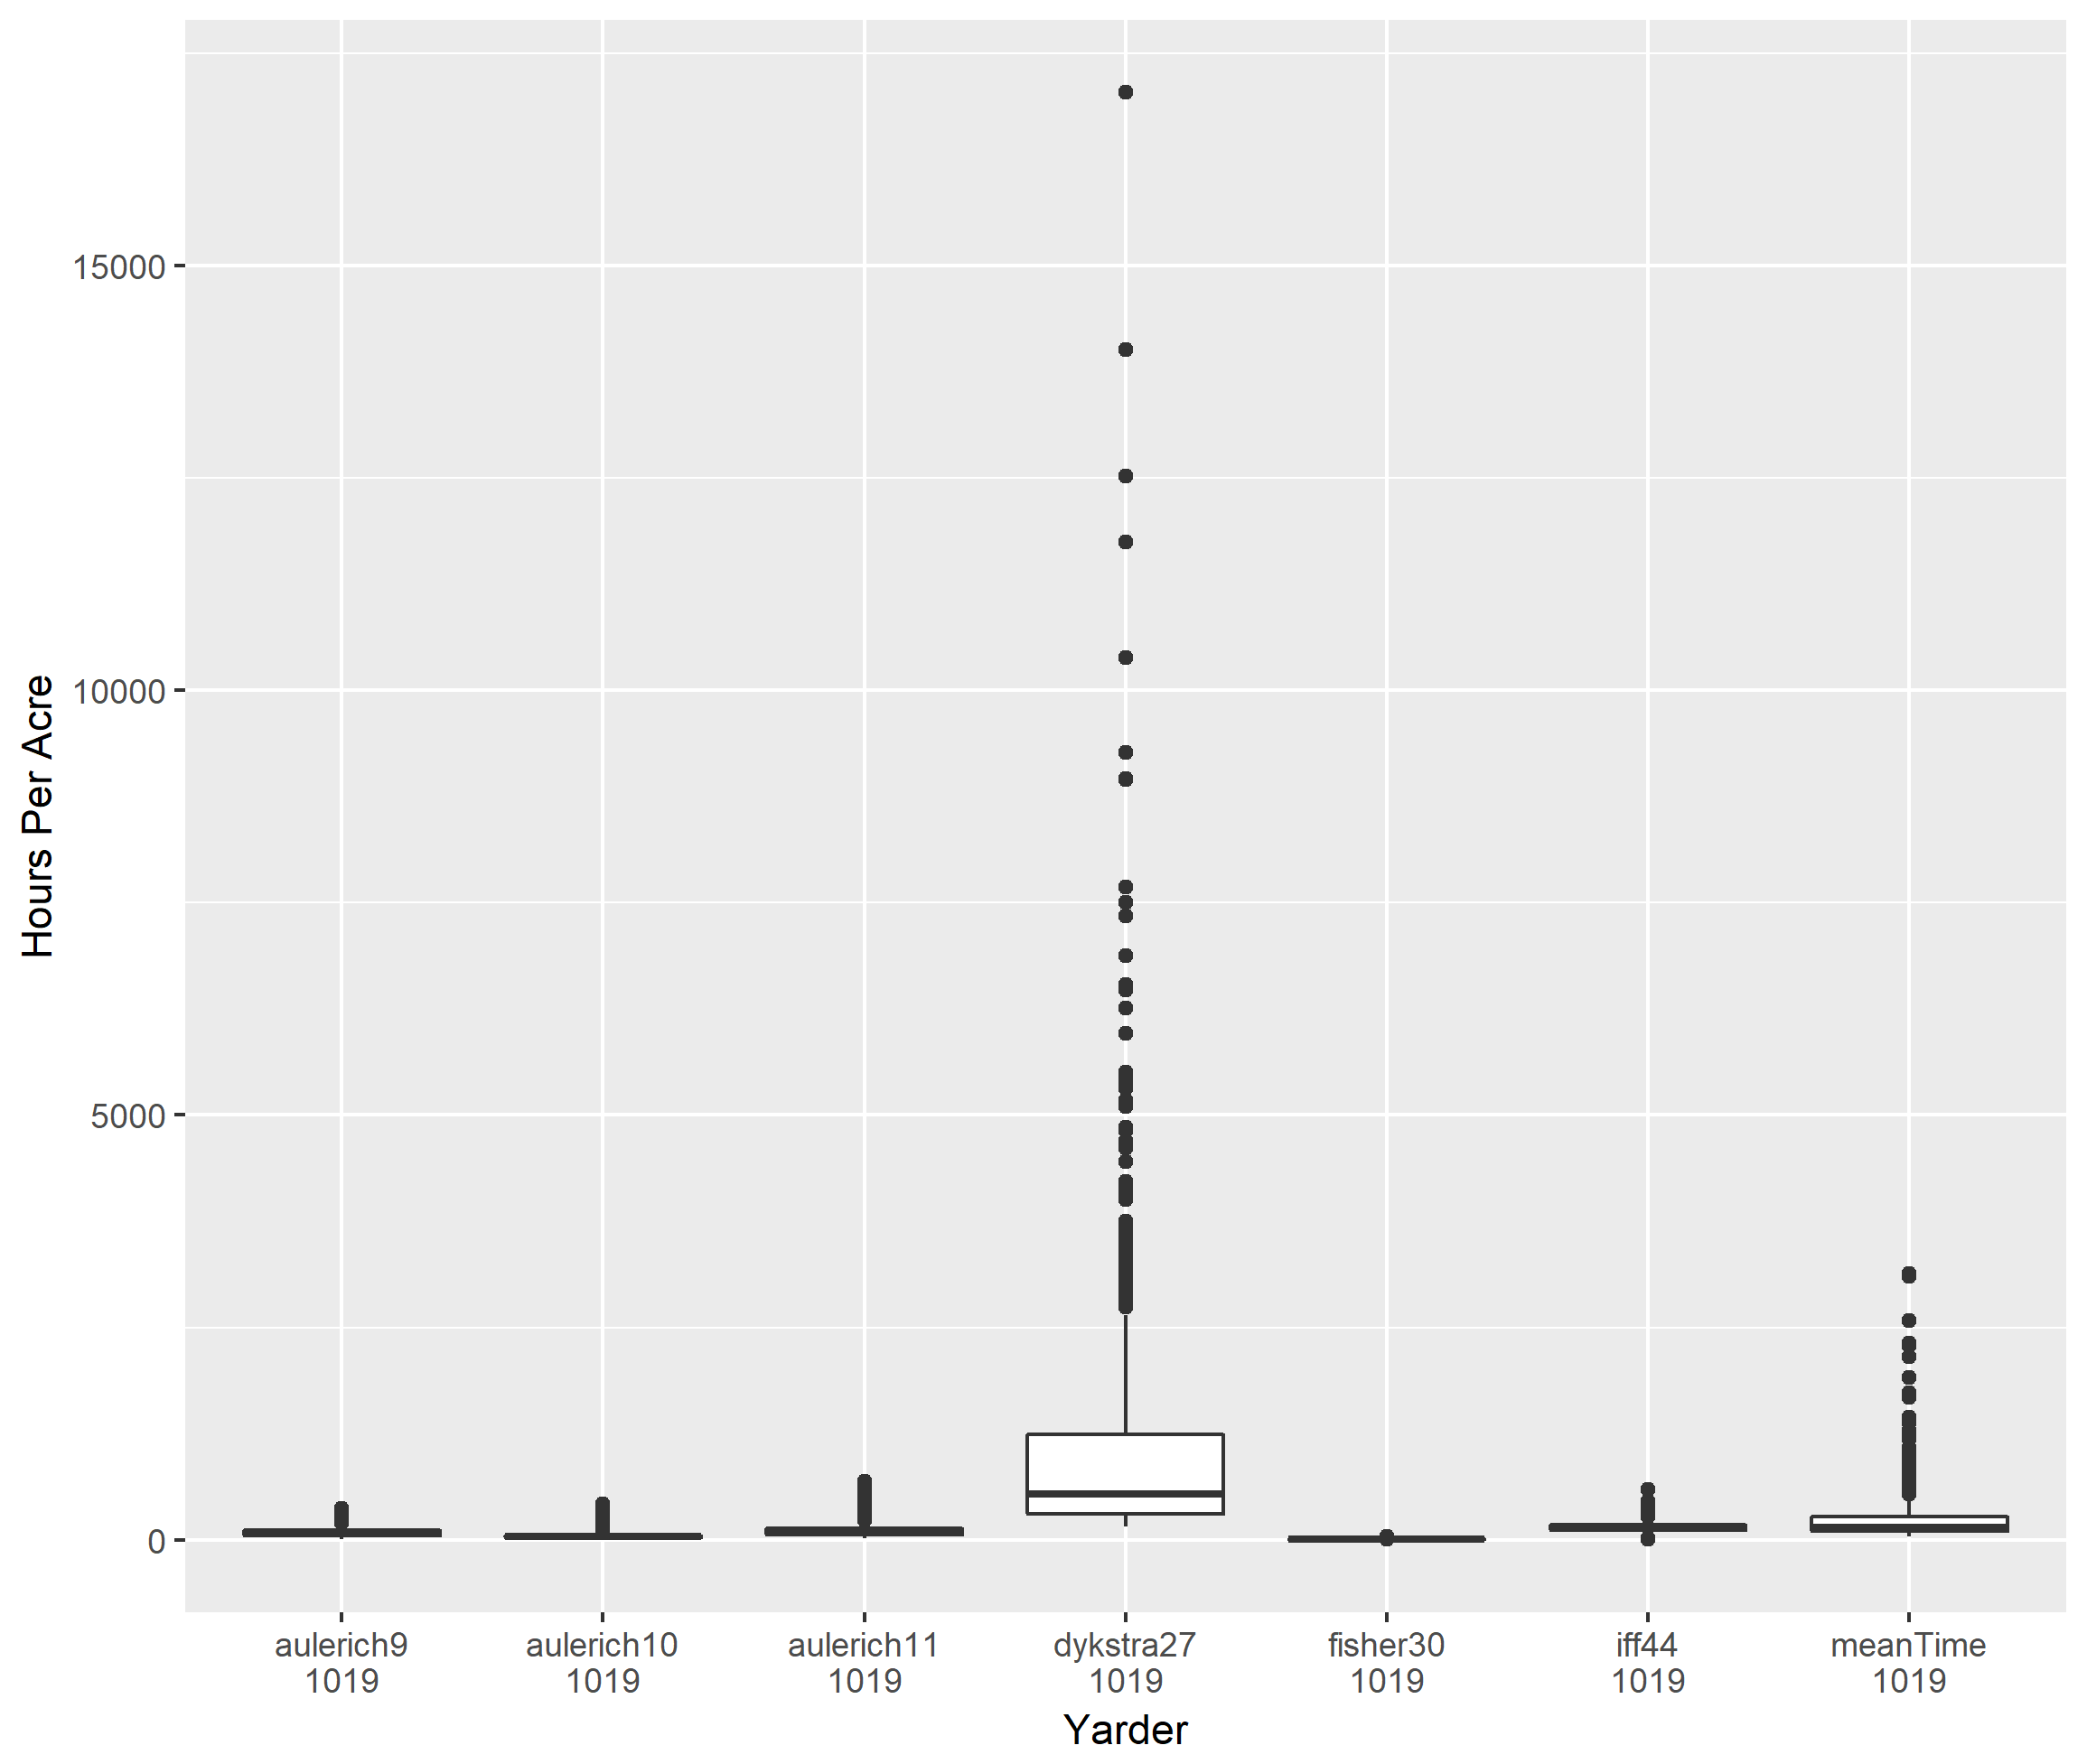 Hours Per Acre
15000
10000
5000
0
aulerich9 aulerich10 aulerich11 dykstra27 fisher30 iff44 meanTime
1019 1019 1019 1019 1019 1019 1019
Yarder